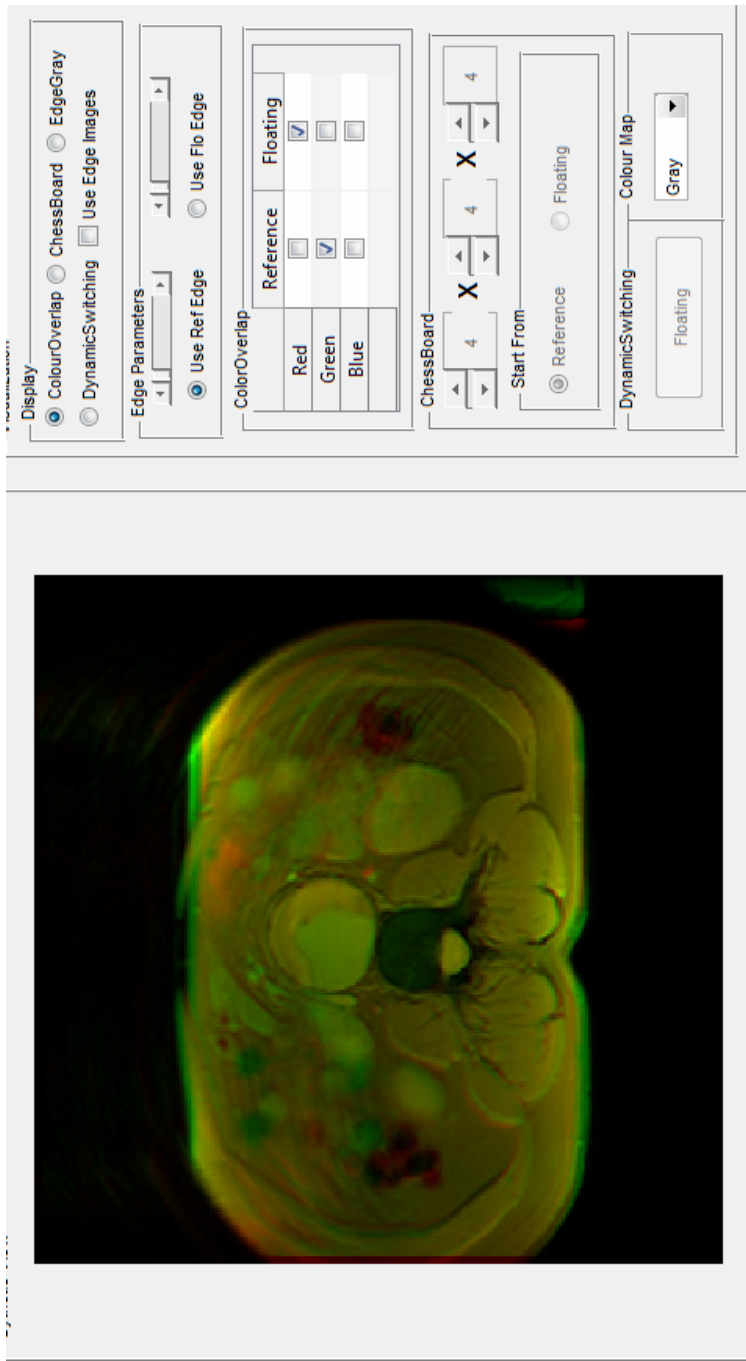 Display
ColourOverlap ChessBoard EdgeGray
DynamicSwitching Use Edge Images
Edge Parameters
Use Ref Edge Use Flo Edge
ColorOverlap
Reference Floating
Red
Green
Blue
ChessBoard
4 X 4 X 4
Start From
Reference Floating
DynamicSwitching Colour Map
Floating Gray